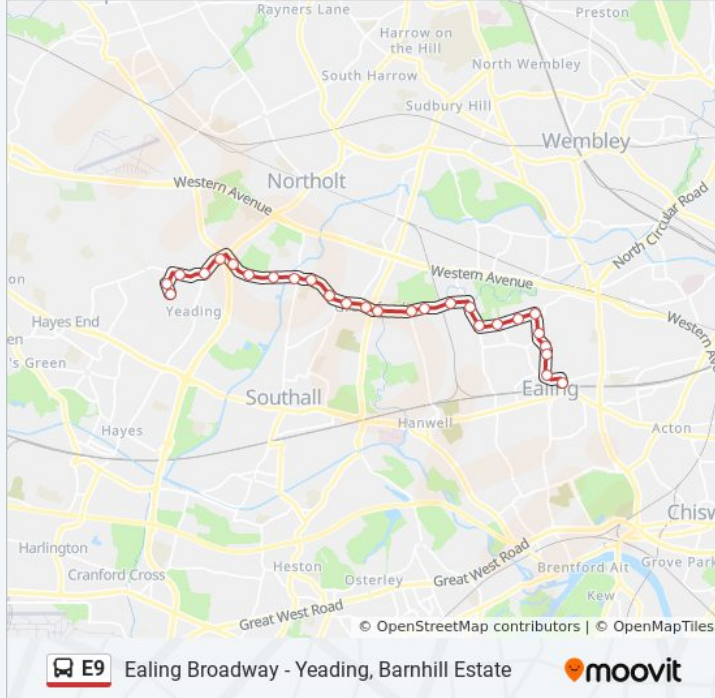 Rayners Lane
Preston
Harrow on
the Hill
North Wembley
South Harrow
Sudbury Hill
Wembley
Western Avenue
Northolt
North Circular Road
Western Avenue
on
Yeading
Western Av
Hayes End
en
's Green
Southall
Ealing
Hayes
Hanwell
Acton
Chisw
Harlington
Great West Road
Heston
Brentford Ait
Grove Park
Cranford Cross
Osterley
Kew
Great West Road
© OpenStreetMap contributors | © OpenMapTiles
E9 Ealing Broadway - Yeading, Barnhill Estate moovit